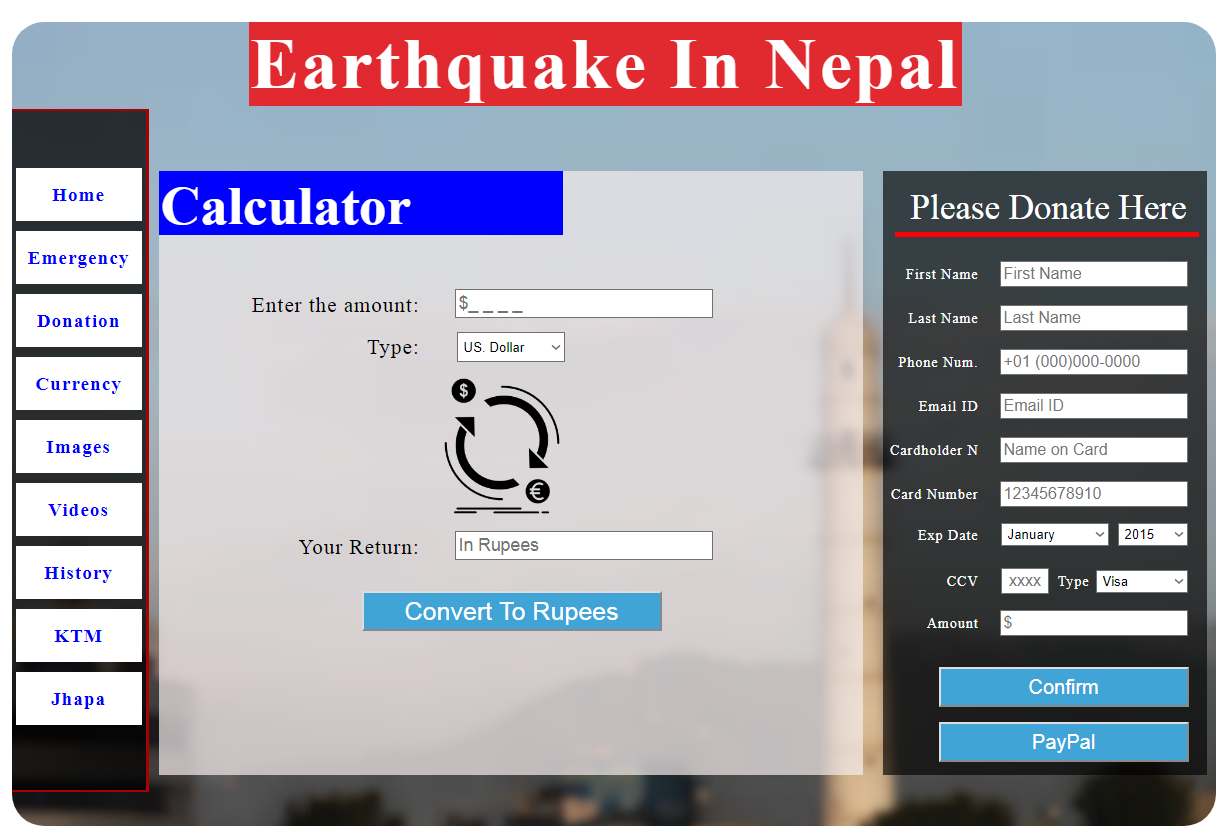 Earthquake In Nepal
Home
Emergency
Donation
Currency
Images
Videos
History
KTM
Jhapa
Calculator
Enter the amount: $_ _ _ _
Type: US. Dollar
$
€
Your Return: In Rupees
Convert To Rupees
Please Donate Here
First Name First Name
Last Name Last Name
Phone Num. +01 (000)000-0000
Email ID Email ID
Cardholder N Name on Card
Card Number 12345678910
Exp Date January 2015
CCV XXXX Type Visa
Amount $
Confirm
PayPal